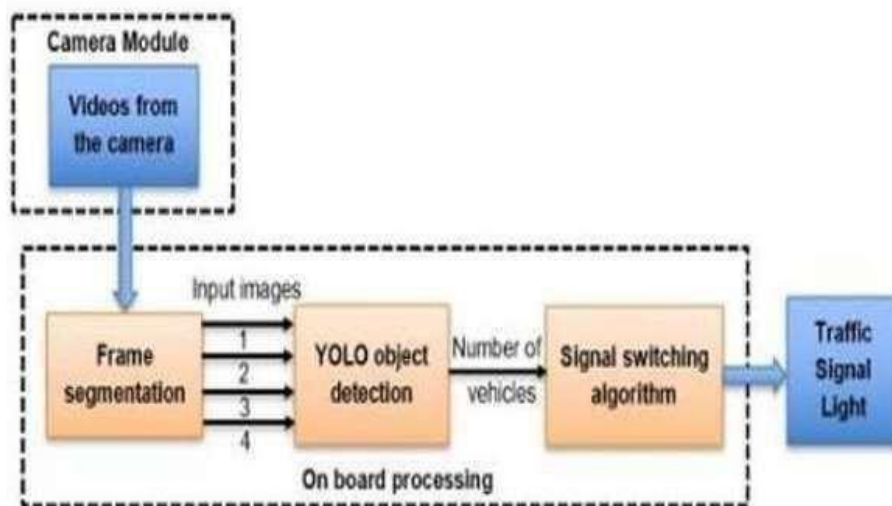 Camera Module
Videos from
the camera
Input images
1
2
3
4
Frame
segmentation
YOLO object
detection
Number of
vehicles
Signal switching
algorithm
Traffic
Signal
Light
On board processing